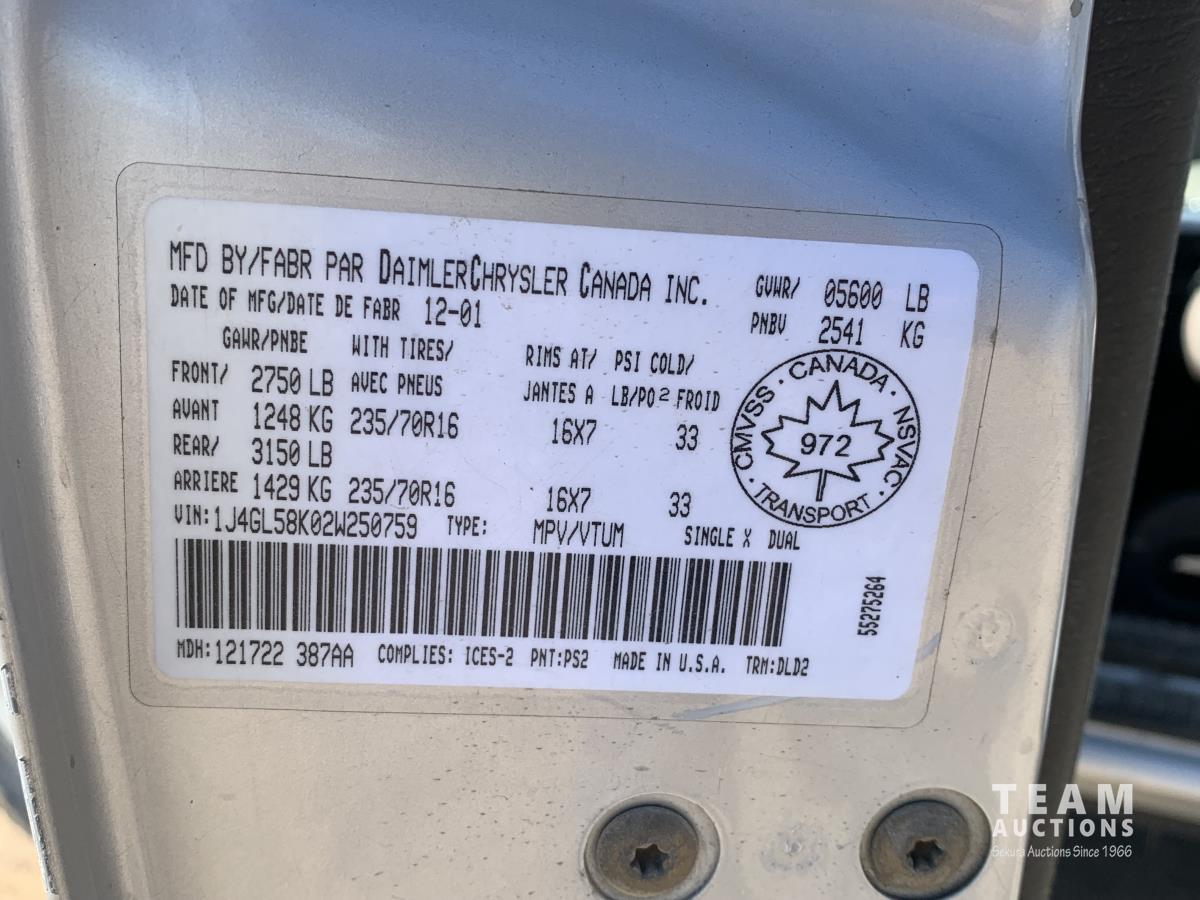 MFD BY/FABR PAR DAIMLERCHRYSLER CANADA INC.
GVWR/ 05600 LB
DATE OF MFG/DATE DE FABR 12-01
PNBV 2541 KG
GAWR/PNBE WITH TIRES/ RIMS AT/ PSI COLD/
FRONT/ 2750 LB AVEC PNEUS JANTES A LB/PO² FROID
AVANT 1248 KG 235/70R16 16X7 33
REAR/ 3150 LB
ARRIERE 1429 KG 235/70R16 16X7 33
CMVSS · CANADA · NSVAC · TRANSPORT ·
972
VIN:1J4GL58K02W250759 TYPE: MPV/VTUM SINGLE X DUAL
55275264
MDH:121722 387AA COMPLIES: ICES-2 PNT:PS2 MADE IN U.S.A. TRM:DLD2
TEAM
AUCTIONS
Sekura Auctions Since 1966